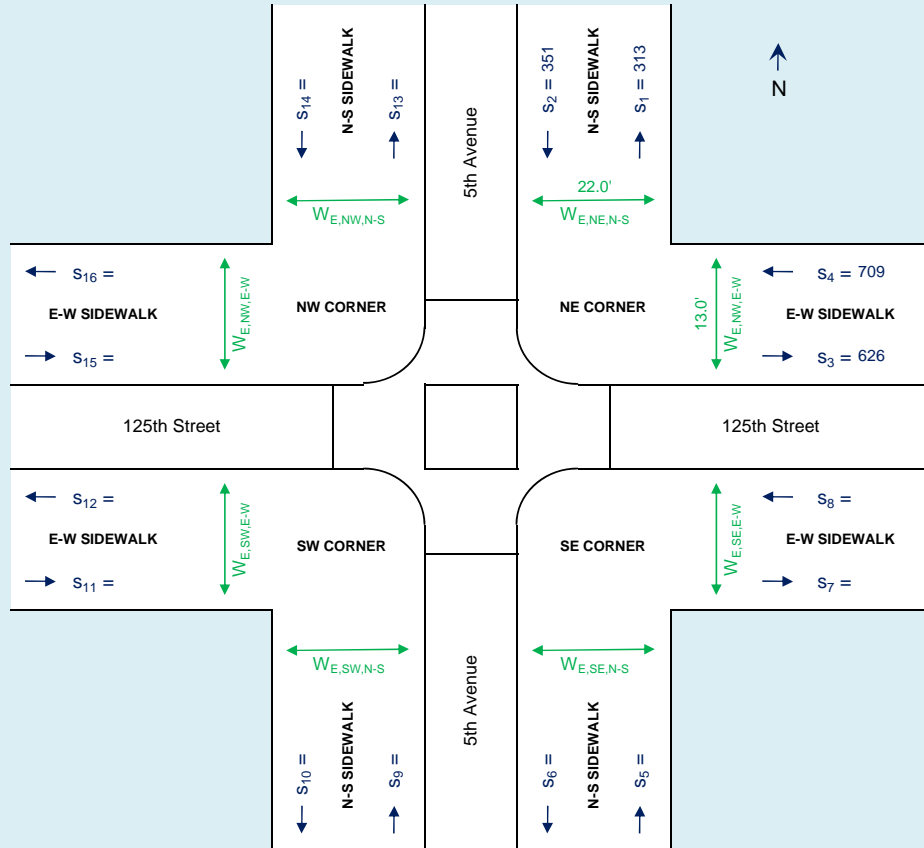 S14 =
N-S SIDEWALK
S13 =
5th Avenue
S2 = 351
N-S SIDEWALK
S1 = 313
N
WE,NW,N-S
22.0'
WE,NE,N-S
S16 =
E-W SIDEWALK
S15 =
WE,NW,E-W
NW CORNER
NE CORNER
13.0'
WE,NW,E-W
S4 = 709
E-W SIDEWALK
S3 = 626
125th Street
125th Street
S12 =
E-W SIDEWALK
S11 =
WE,SW,E-W
SW CORNER
SE CORNER
WE,SE,E-W
S8 =
E-W SIDEWALK
S7 =
WE,SW,N-S
WE,SE,N-S
S10 =
N-S SIDEWALK
S9 =
5th Avenue
S6 =
N-S SIDEWALK
S5 =